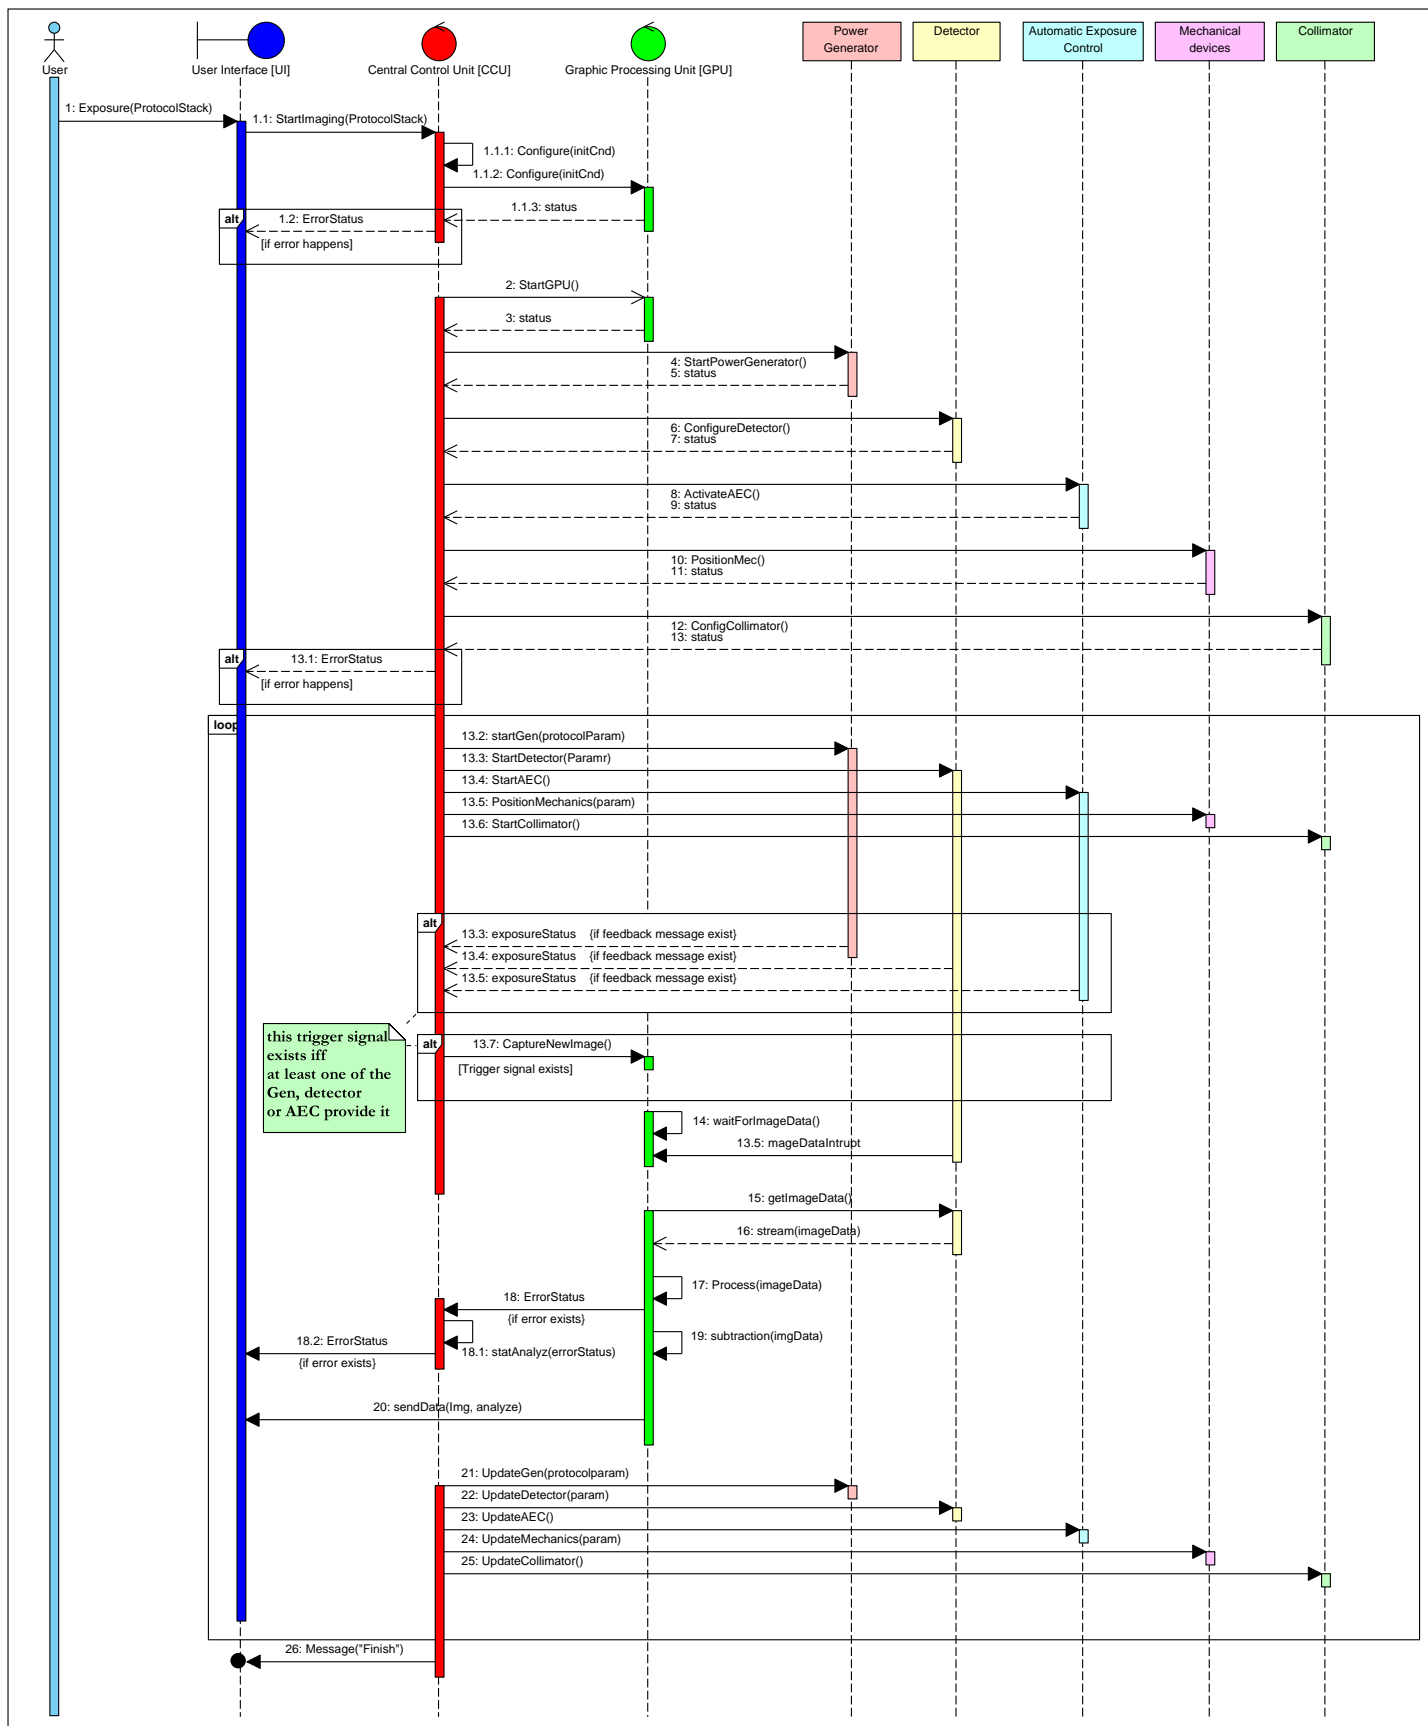 User
User Interface [UI]
Central Control Unit [CCU]
Graphic Processing Unit [GPU]
Power
Generator
Detector
Automatic Exposure
Control
Mechanical
devices
Collimator
1: Exposure(ProtocolStack)
1.1: StartImaging(ProtocolStack)
1.1.1: Configure(initCnd)
1.1.2: Configure(initCnd)
1.1.3: status
alt
1.2: ErrorStatus
[if error happens]
2: StartGPU()
3: status
4: StartPowerGenerator()
5: status
6: ConfigureDetector()
7: status
8: ActivateAEC()
9: status
10: PositionMec()
11: status
12: ConfigCollimator()
13: status
alt
13.1: ErrorStatus
[if error happens]
loop
13.2: startGen(protocolParam)
13.3: StartDetector(Paramr)
13.4: StartAEC()
13.5: PositionMechanics(param)
13.6: StartCollimator()
alt
13.3: exposureStatus {if feedback message exist}
13.4: exposureStatus {if feedback message exist}
13.5: exposureStatus {if feedback message exist}
this trigger signal
exists iff
at least one of the
Gen, detector
or AEC provide it
alt
13.7: CaptureNewImage()
[Trigger signal exists]
14: waitForImageData()
13.5: mageDataIntrupt
15: getImageData()
16: stream(imageData)
17: Process(imageData)
18: ErrorStatus
{if error exists}
19: subtraction(imgData)
18.2: ErrorStatus
{if error exists}
18.1: statAnalyz(errorStatus)
20: sendData(Img, analyze)
21: UpdateGen(protocolparam)
22: UpdateDetector(param)
23: UpdateAEC()
24: UpdateMechanics(param)
25: UpdateCollimator()
26: Message("Finish")